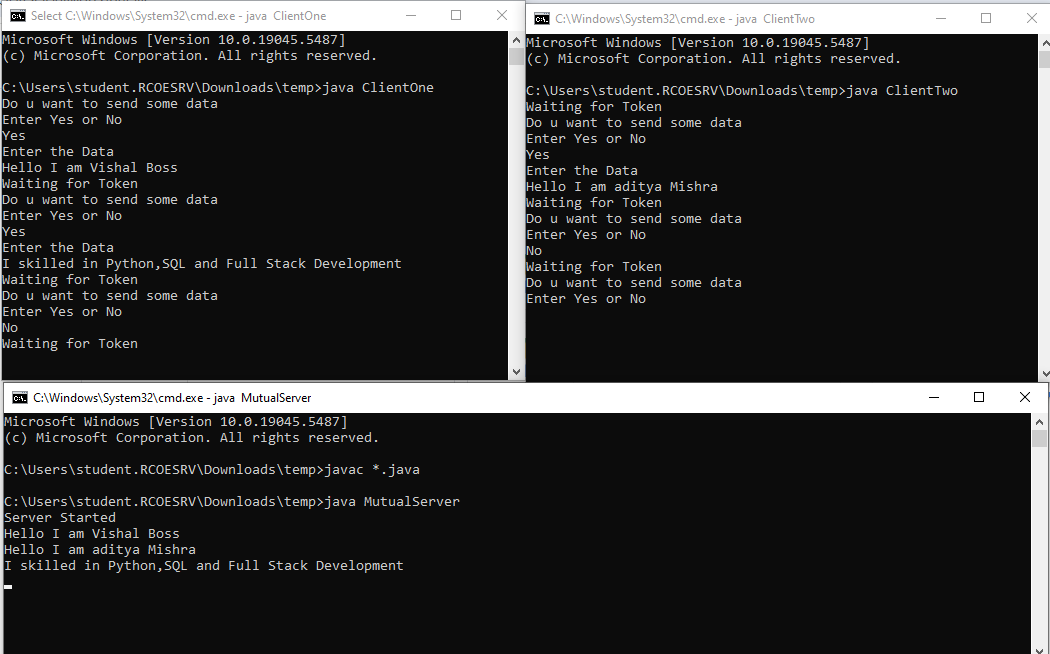 Select C:\Windows\System32\cmd.exe - java ClientOne
Microsoft Windows [Version 10.0.19045.5487]
(c) Microsoft Corporation. All rights reserved.
C:\Users\student.RCOESRV\Downloads\temp>java ClientOne
Do u want to send some data
Enter Yes or No
Yes
Enter the Data
Hello I am Vishal Boss
Waiting for Token
Do u want to send some data
Enter Yes or No
Yes
Enter the Data
I skilled in Python,SQL and Full Stack Development
Waiting for Token
Do u want to send some data
Enter Yes or No
No
Waiting for Token
C:\Windows\System32\cmd.exe - java ClientTwo
Microsoft Windows [Version 10.0.19045.5487]
(c) Microsoft Corporation. All rights reserved.
C:\Users\student.RCOESRV\Downloads\temp>java ClientTwo
Waiting for Token
Do u want to send some data
Enter Yes or No
Yes
Enter the Data
Hello I am aditya Mishra
Waiting for Token
Do u want to send some data
Enter Yes or No
No
Waiting for Token
Do u want to send some data
Enter Yes or No
C:\Windows\System32\cmd.exe - java MutualServer
Microsoft Windows [Version 10.0.19045.5487]
(c) Microsoft Corporation. All rights reserved.
C:\Users\student.RCOESRV\Downloads\temp>javac *.java
C:\Users\student.RCOESRV\Downloads\temp>java MutualServer
Server Started
Hello I am Vishal Boss
Hello I am aditya Mishra
I skilled in Python,SQL and Full Stack Development